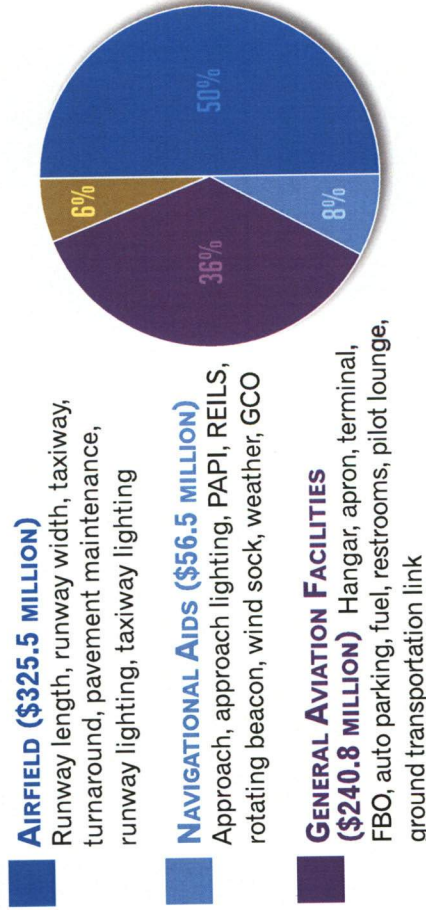 AIRFIELD ($325.5 MILLION)
Runway length, runway width, taxiway,
turnaround, pavement maintenance,
runway lighting, taxiway lighting
NAVIGATIONAL AIDS ($56.5 MILLION)
Approach, approach lighting, PAPI, REILS,
rotating beacon, wind sock, weather, GCO
GENERAL AVIATION FACILITIES
($240.8 MILLION) Hangar, apron, terminal,
FBO, auto parking, fuel, restrooms, pilot lounge,
ground transportation link
6%
50%
36%
8%